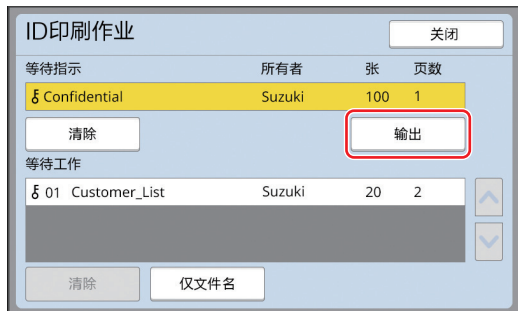 ID印刷作业 关闭
等待指示 所有者 张 页数
Confidential Suzuki 100 1
清除 输出
等待工作
01 Customer_List Suzuki 20 2
清除 仅文件名